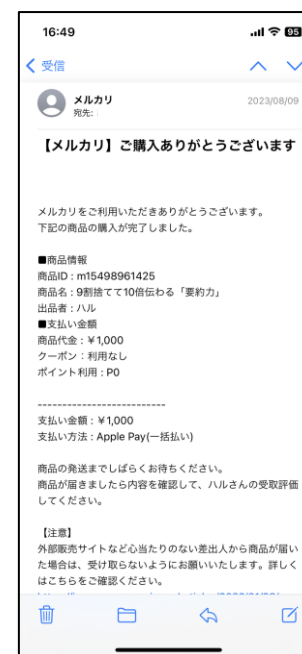 16:49
95
受信
メルカリ
2023/08/09
宛先:
【メルカリ】ご購入ありがとうございます
メルカリをご利用いただきありがとうございます。
下記の商品の購入が完了しました。
■商品情報
商品ID : m15498961425
商品名 : 9割捨てて10倍伝わる「要約力」
出品者 : ハル
■支払い金額
商品代金 : ¥1,000
クーポン : 利用なし
ポイント利用 : P0
--------------------------
支払い金額 : ¥1,000
支払い方法 : Apple Pay(一括払い)
商品の発送までしばらくお待ちください。
商品が届きましたら内容を確認して、ハルさんの受取評価
してください。
【注意】
外部販売サイトなど心当たりのない差出人から商品が届い
た場合は、受け取らないようにお願いいたします。詳しく
はこちらをご確認ください。